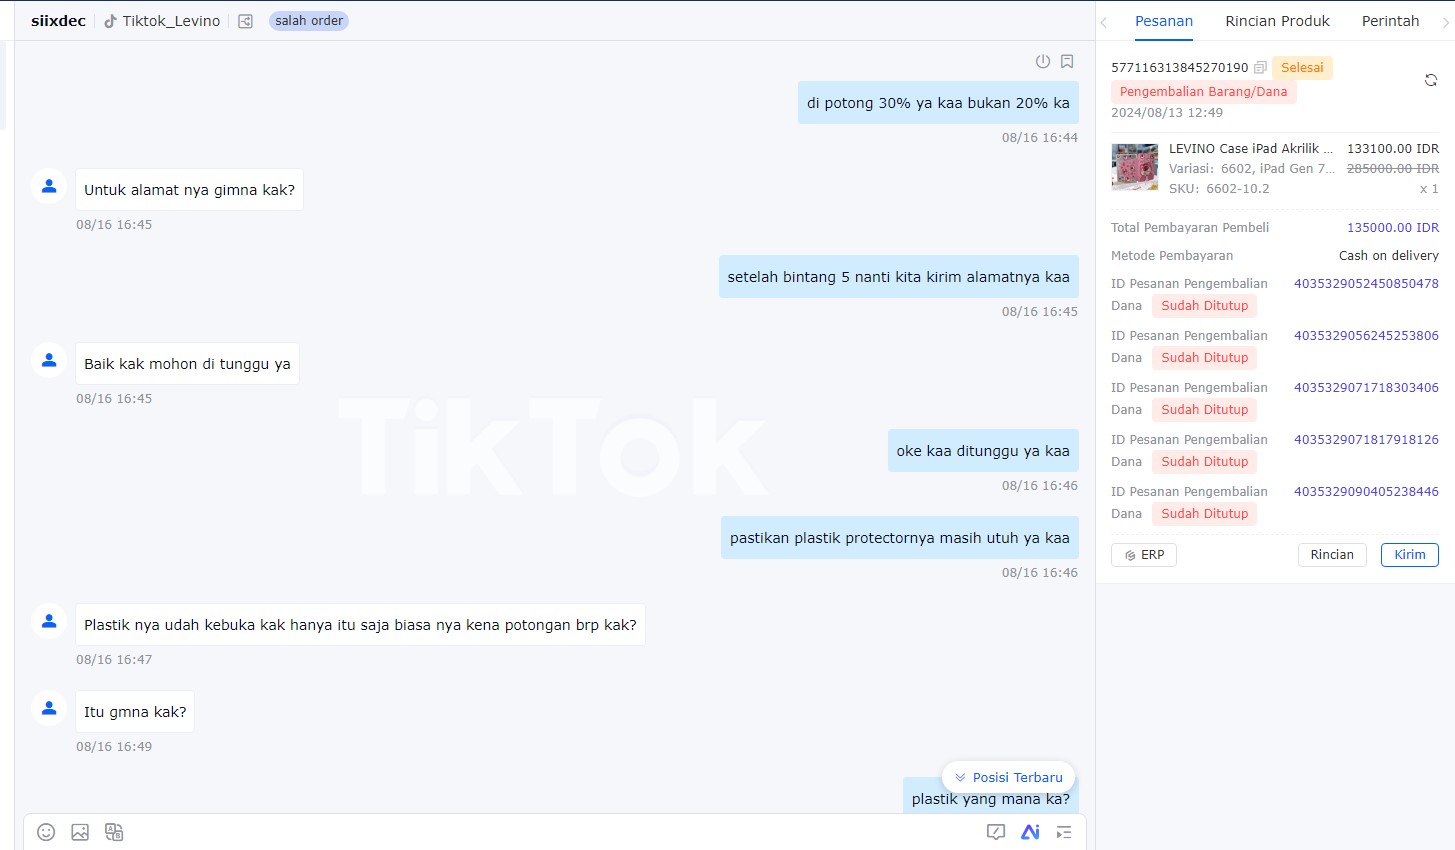 siixdec
Tiktok_Levino
salah order
di potong 30% ya kaa bukan 20% ka
08/16 16:44
Untuk alamat nya gimna kak?
08/16 16:45
setelah bintang 5 nanti kita kirim alamatnya kaa
08/16 16:45
Baik kak mohon di tunggu ya
08/16 16:45
TikTok
oke kaa ditunggu ya kaa
08/16 16:46
pastikan plastik protectornya masih utuh ya kaa
08/16 16:46
Plastik nya udah kebuka kak hanya itu saja biasa nya kena potongan brp kak?
08/16 16:47
Itu gmna kak?
08/16 16:49
Posisi Terbaru
plastik yang mana ka?
Pesanan Rincian Produk Perintah
577116313845270190 Selesai
Pengembalian Barang/Dana
2024/08/13 12:49
LEVINO Case iPad Akrilik ... 133100.00 IDR
Variasi: 6602, iPad Gen 7... 285000.00 IDR
SKU: 6602-10.2 x 1
Total Pembayaran Pembeli 135000.00 IDR
Metode Pembayaran Cash on delivery
ID Pesanan Pengembalian 4035329052450850478
Dana Sudah Ditutup
ID Pesanan Pengembalian 4035329056245253806
Dana Sudah Ditutup
ID Pesanan Pengembalian 4035329071718303406
Dana Sudah Ditutup
ID Pesanan Pengembalian 4035329071817918126
Dana Sudah Ditutup
ID Pesanan Pengembalian 4035329090405238446
Dana Sudah Ditutup
ERP Rincian Kirim